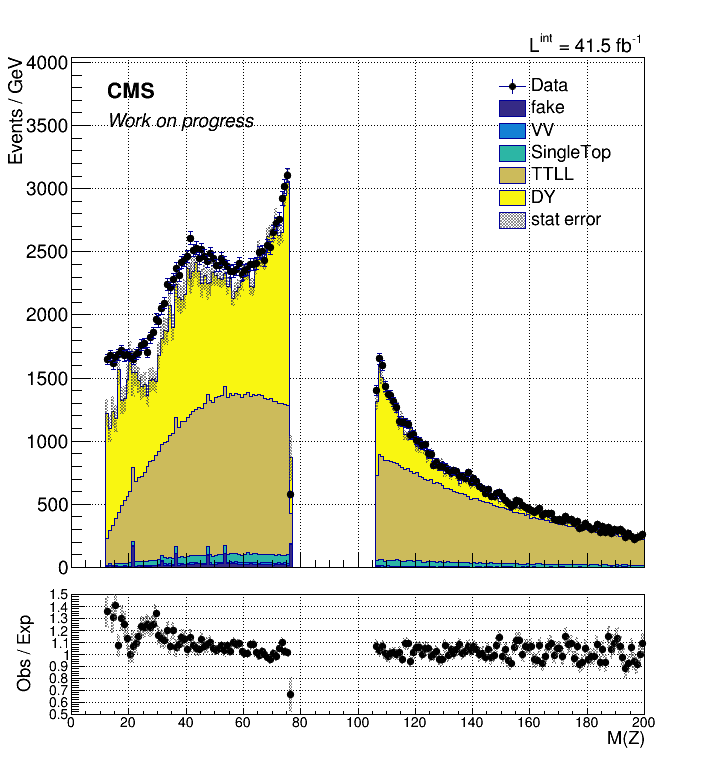 L^int = 41.5 fb^-1
Events / GeV
4000
3500
3000
2500
2000
1500
1000
500
0
CMS
Work on progress
Data
fake
VV
SingleTop
TTLL
DY
stat error
Obs / Exp
1.5
1.4
1.3
1.2
1.1
1
0.9
0.8
0.7
0.6
0.5
0 20 40 60 80 100 120 140 160 180 200
M(Z)